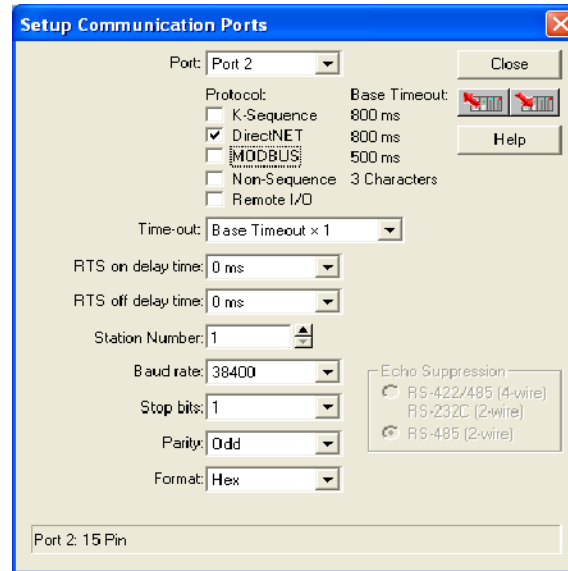 Setup Communication Ports
Port: Port 2
Close
Protocol: Base Timeout:
K-Sequence 800 ms
DirectNET 800 ms
Help
MODBUS 500 ms
Non-Sequence 3 Characters
Remote I/O
Time-out: Base Timeout × 1
RTS on delay time: 0 ms
RTS off delay time: 0 ms
Station Number: 1
Baud rate: 38400
Echo Suppression
RS-422/485 (4-wire)
RS-232C (2-wire)
RS-485 (2-wire)
Stop bits: 1
Parity: Odd
Format: Hex
Port 2: 15 Pin